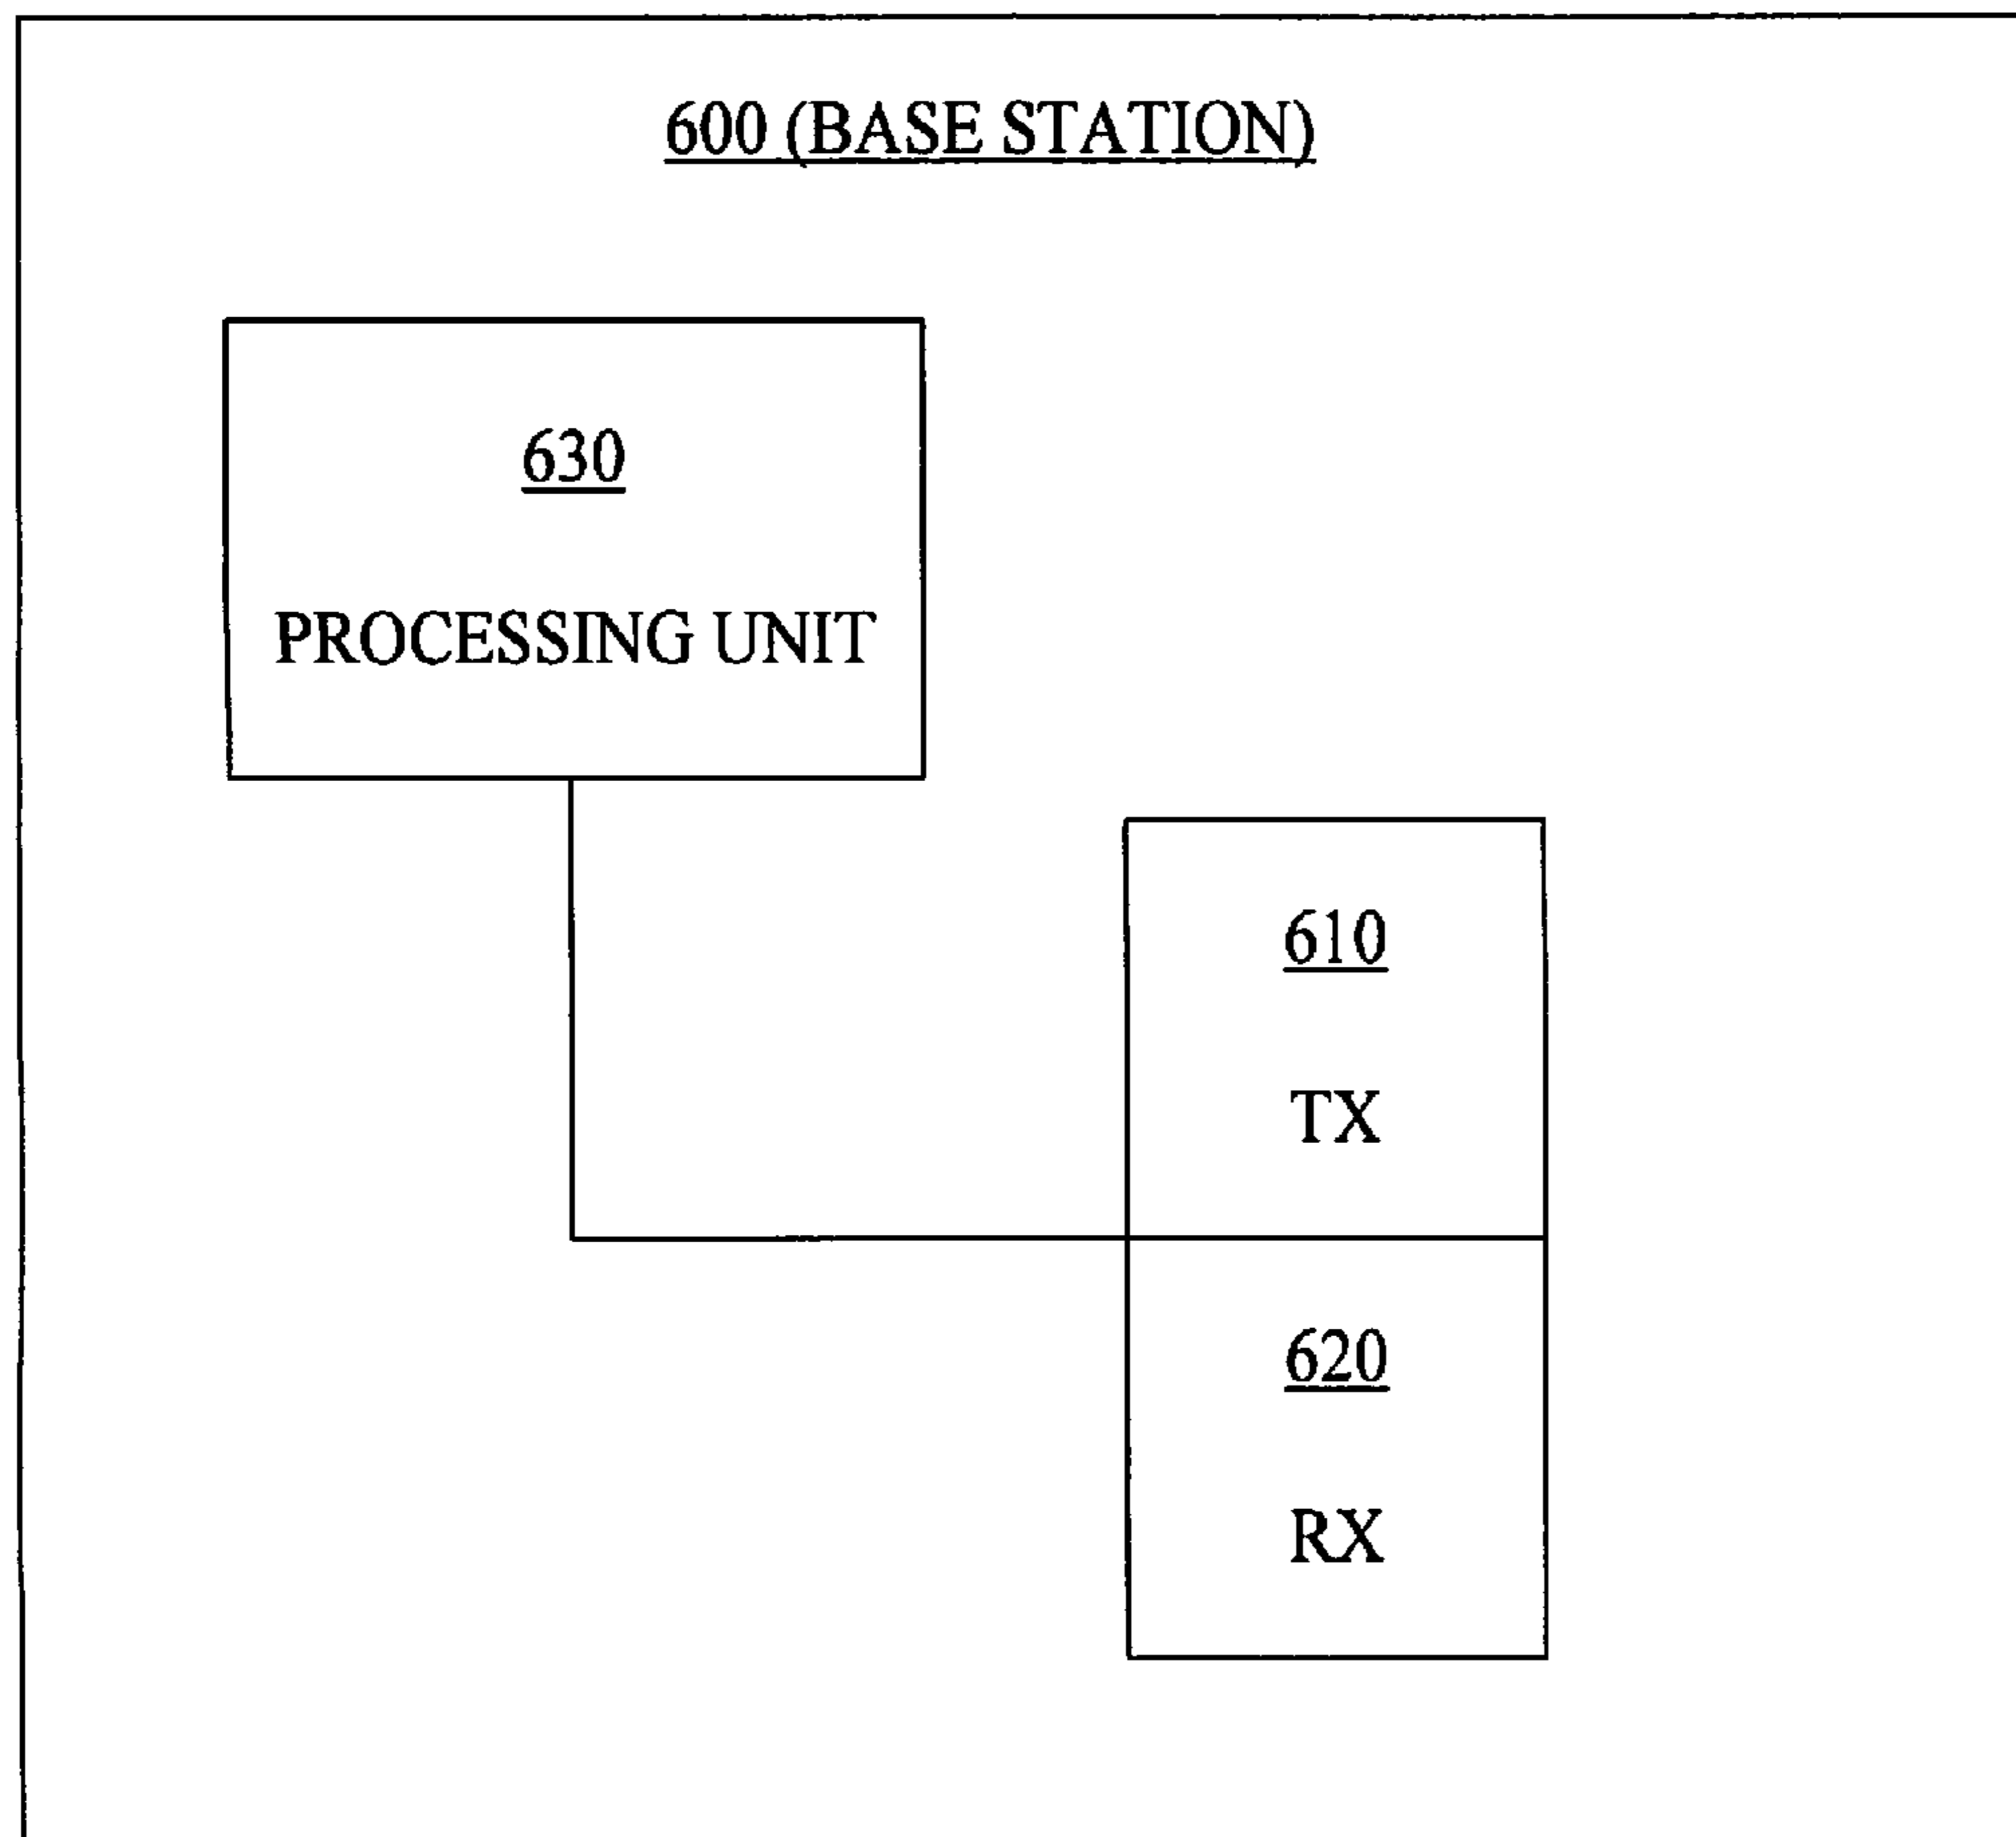 600 (BASE STATION)
630
PROCESSING UNIT
610
TX
620
RX